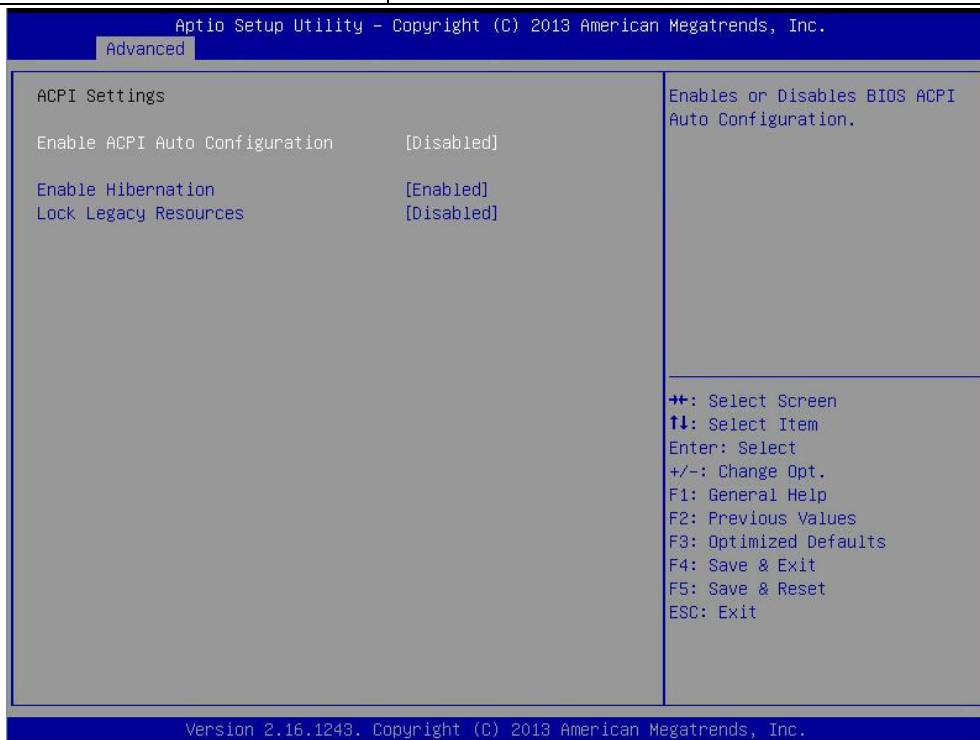 Aptio Setup Utility – Copyright (C) 2013 American Megatrends, Inc.
Advanced
ACPI Settings
Enable ACPI Auto Configuration [Disabled]
Enable Hibernation [Enabled]
Lock Legacy Resources [Disabled]
Enables or Disables BIOS ACPI
Auto Configuration.
→←: Select Screen
↑↓: Select Item
Enter: Select
+/-: Change Opt.
F1: General Help
F2: Previous Values
F3: Optimized Defaults
F4: Save & Exit
F5: Save & Reset
ESC: Exit
Version 2.16.1243. Copyright (C) 2013 American Megatrends, Inc.